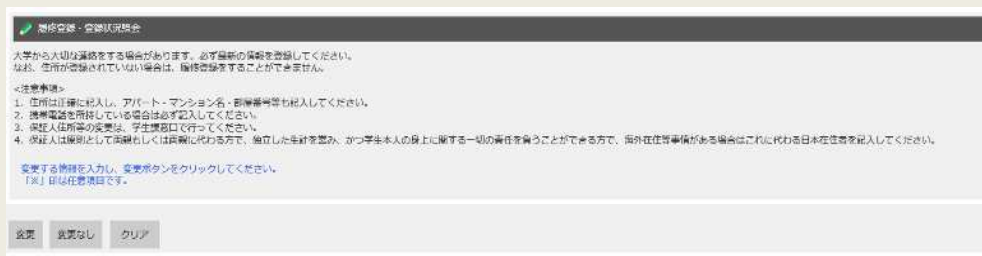 履修登録・登録状況照会
大学から大切な連絡をする場合があります。必ず最新の情報を登録してください。
なお、住所が登録されていない場合は、履修登録をすることができません。
<注意事項>
1. 住所は正確に記入し、アパート・マンション名・部屋番号等も記入してください。
2. 携帯電話を所持している場合は必ず記入してください。
3. 保証人住所等の変更は、学生課窓口で行ってください。
4. 保証人は原則として両親もしくは両親に代わる方で、独立した生計を営み、かつ学生本人の身上に関する一切の責任を負うことができる方で、海外在住等事情がある場合はこれに代わる日本在住者を記入してください。
変更する情報を入力し、変更ボタンをクリックしてください。
「※」印は任意項目です。
変更 変更なし クリア